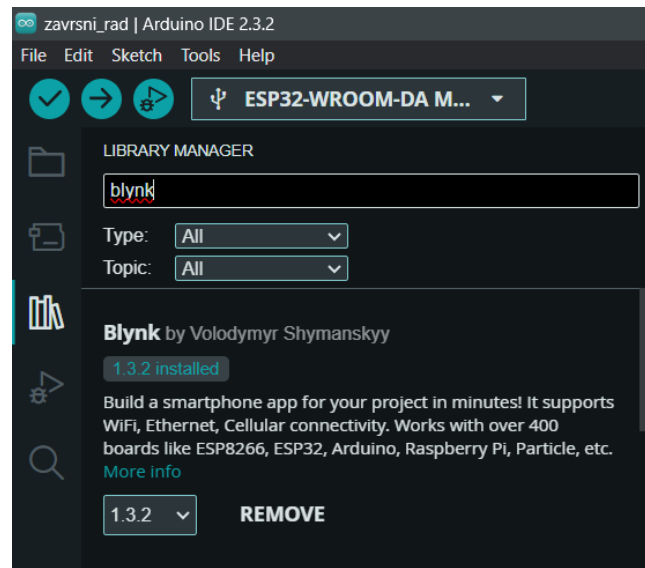 zavrsni_rad | Arduino IDE 2.3.2
File Edit Sketch Tools Help
ESP32-WROOM-DA M...
LIBRARY MANAGER
blynk
Type: All
Topic: All
Blynk by Volodymyr Shymanskyy
1.3.2 installed
Build a smartphone app for your project in minutes! It supports
WiFi, Ethernet, Cellular connectivity. Works with over 400
boards like ESP8266, ESP32, Arduino, Raspberry Pi, Particle, etc.
More info
1.3.2 REMOVE